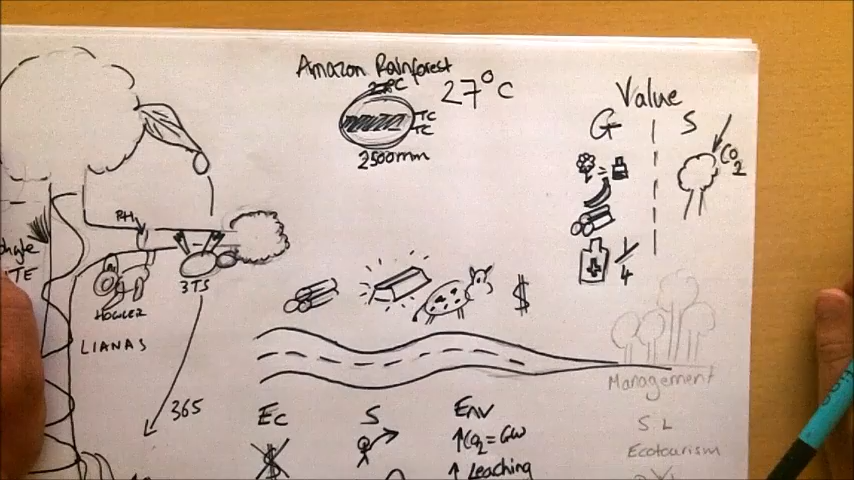 Amazon Rainforest
27°C
27°C
TC
TC
2500mm
Value
G
S
CO2
1/4
RH
3TS
HOWLER
LIANAS
365
$
Management
Ec
S
Env
$
↑CO2 = GW
↑ Leaching
S L
Ecotourism